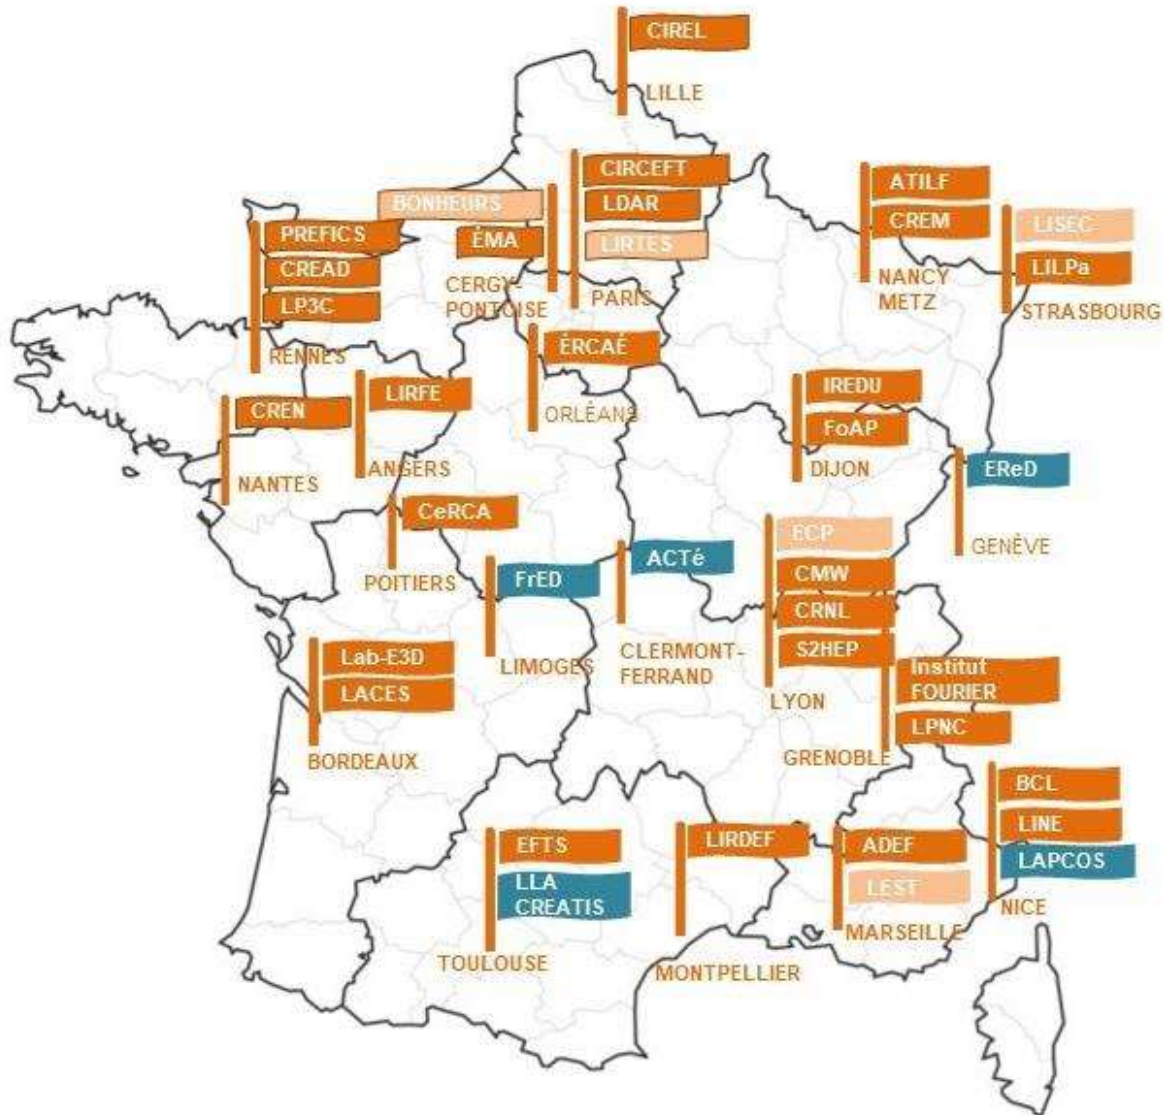 CIREL
LILLE
CIRCEFT
LDAR
LIRTES
PARIS
BONHEURS
ÉMA
CERGY-
PONTOISE
ATILF
CREM
NANCY
METZ
LISEC
LILPa
STRASBOURG
PREFICS
CREAD
LP3C
RENNES
ÉRCAÉ
ORLÉANS
LIRFE
ANGERS
CREN
NANTES
IREDU
FoAP
DIJON
EReD
GENÈVE
CeRCA
POITIERS
FrED
LIMOGES
ACTé
CLERMONT-
FERRAND
ECP
CMW
CRNL
S2HEP
LYON
Institut
FOURIER
LPNC
GRENOBLE
Lab-E3D
LACES
BORDEAUX
BCL
LINE
LAPCOS
NICE
EFTS
LLA
CREATIS
TOULOUSE
LIRDEF
MONTPELLIER
ADEF
LEST
MARSEILLE